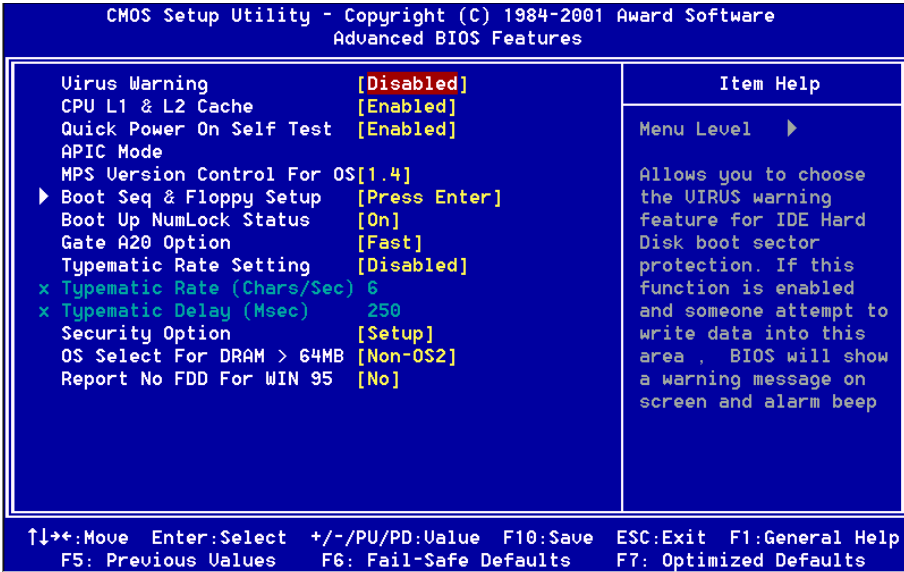 CMOS Setup Utility - Copyright (C) 1984-2001 Award Software
Advanced BIOS Features
Virus Warning [Disabled]
CPU L1 & L2 Cache [Enabled]
Quick Power On Self Test [Enabled]
APIC Mode
MPS Version Control For OS[1.4]
Boot Seq & Floppy Setup [Press Enter]
Boot Up NumLock Status [On]
Gate A20 Option [Fast]
Typematic Rate Setting [Disabled]
x Typematic Rate (Chars/Sec) 6
x Typematic Delay (Msec) 250
Security Option [Setup]
OS Select For DRAM > 64MB [Non-OS2]
Report No FDD For WIN 95 [No]
Item Help
Menu Level
Allows you to choose
the VIRUS warning
feature for IDE Hard
Disk boot sector
protection. If this
function is enabled
and someone attempt to
write data into this
area , BIOS will show
a warning message on
screen and alarm beep
↑↓→←:Move Enter:Select +/-/PU/PD:Value F10:Save ESC:Exit F1:General Help
F5: Previous Values F6: Fail-Safe Defaults F7: Optimized Defaults